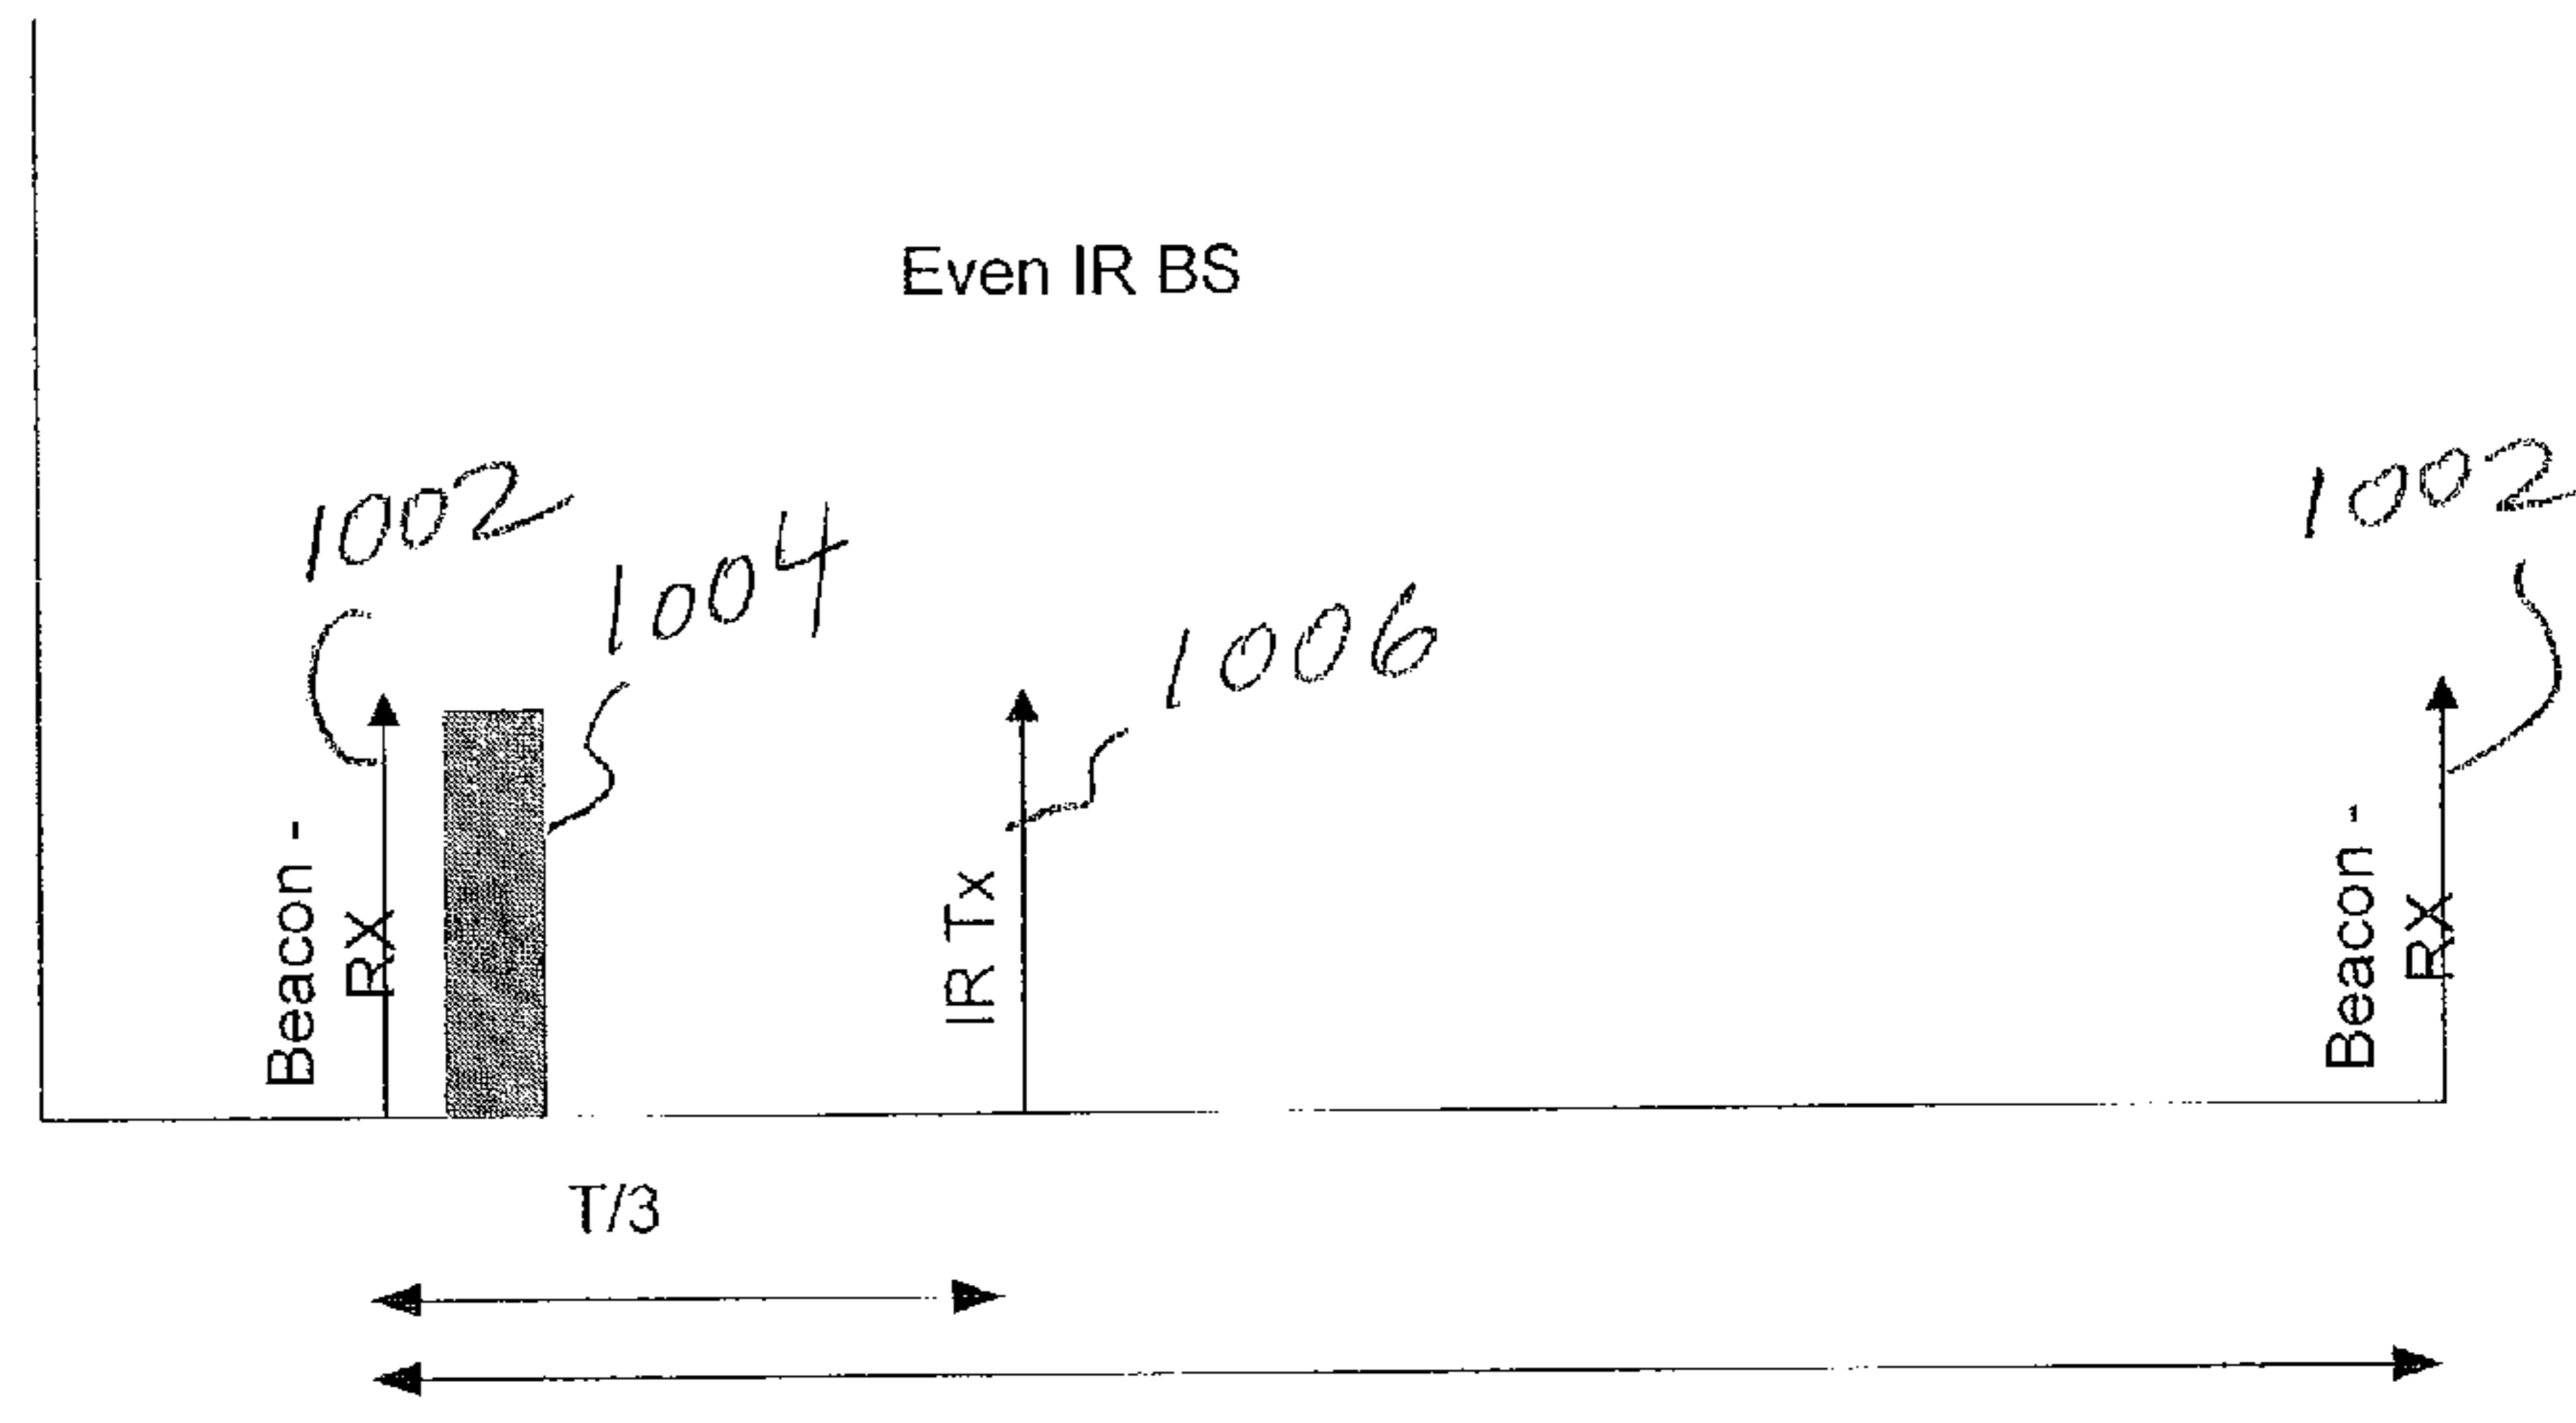 Even IR BS
1002
1004
1006
1002
Beacon -
RX
IR Tx
Beacon -
RX
T/3